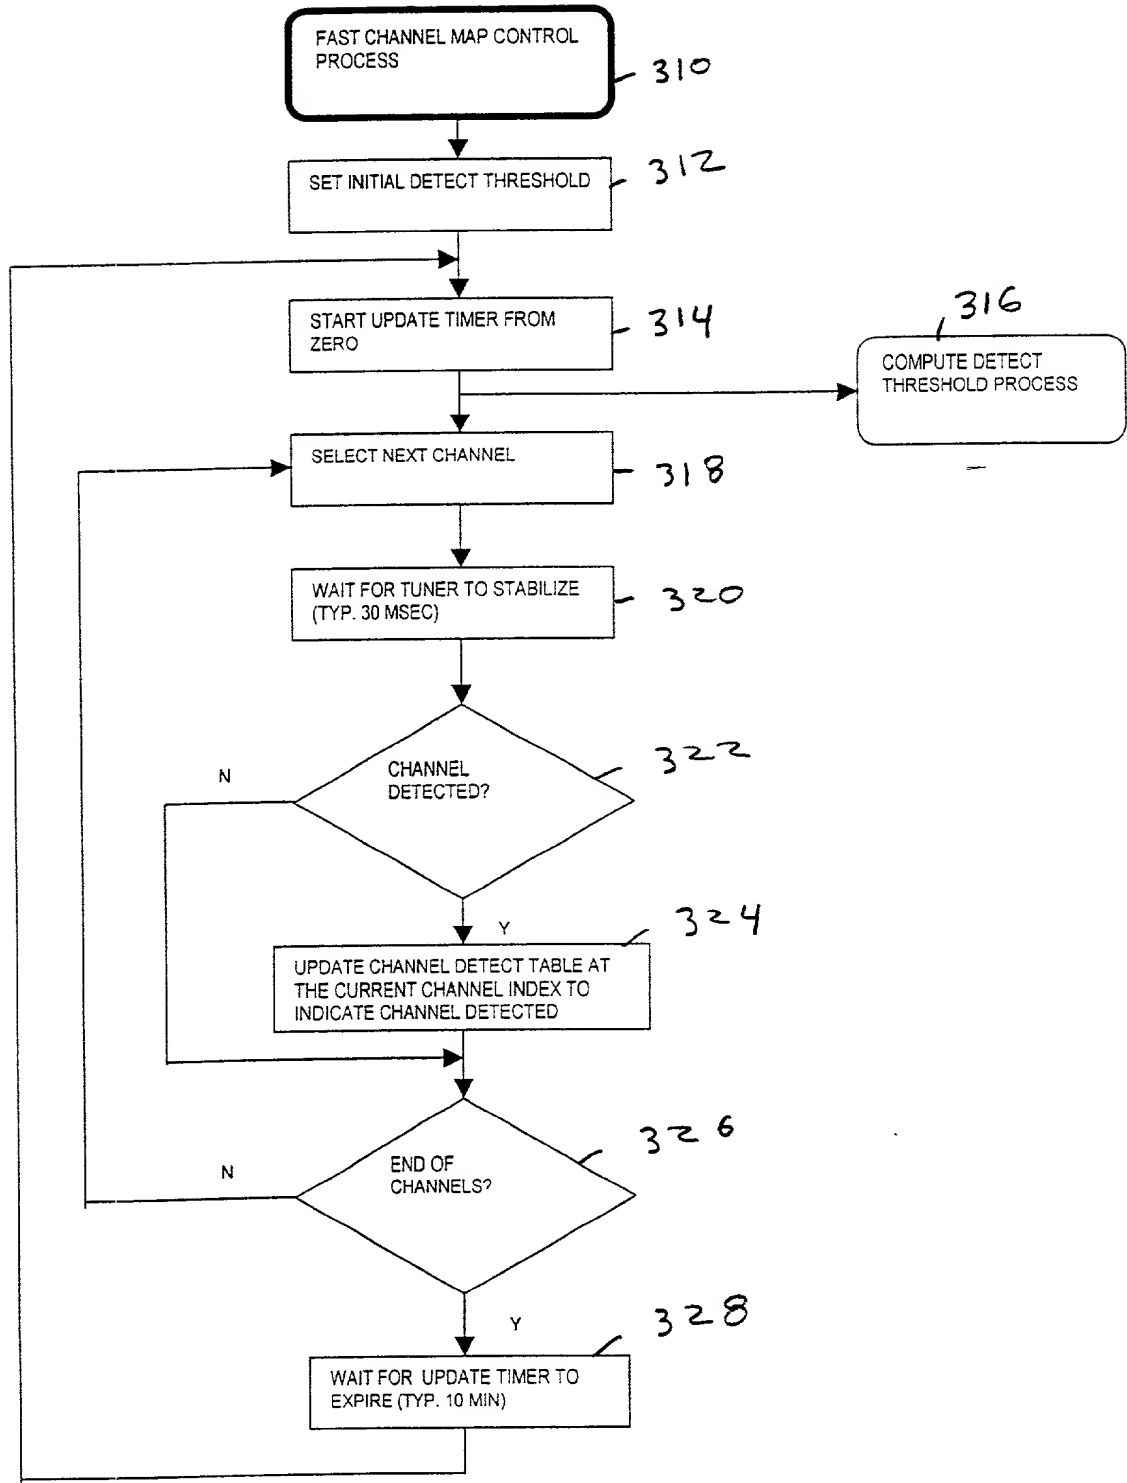 FAST CHANNEL MAP CONTROL
PROCESS
310
SET INITIAL DETECT THRESHOLD
312
START UPDATE TIMER FROM
ZERO
314
316
COMPUTE DETECT
THRESHOLD PROCESS
SELECT NEXT CHANNEL
318
WAIT FOR TUNER TO STABILIZE
(TYP. 30 MSEC)
320
CHANNEL
DETECTED?
322
N
Y
324
UPDATE CHANNEL DETECT TABLE AT
THE CURRENT CHANNEL INDEX TO
INDICATE CHANNEL DETECTED
END OF
CHANNELS?
326
N
Y
328
WAIT FOR UPDATE TIMER TO
EXPIRE (TYP. 10 MIN)